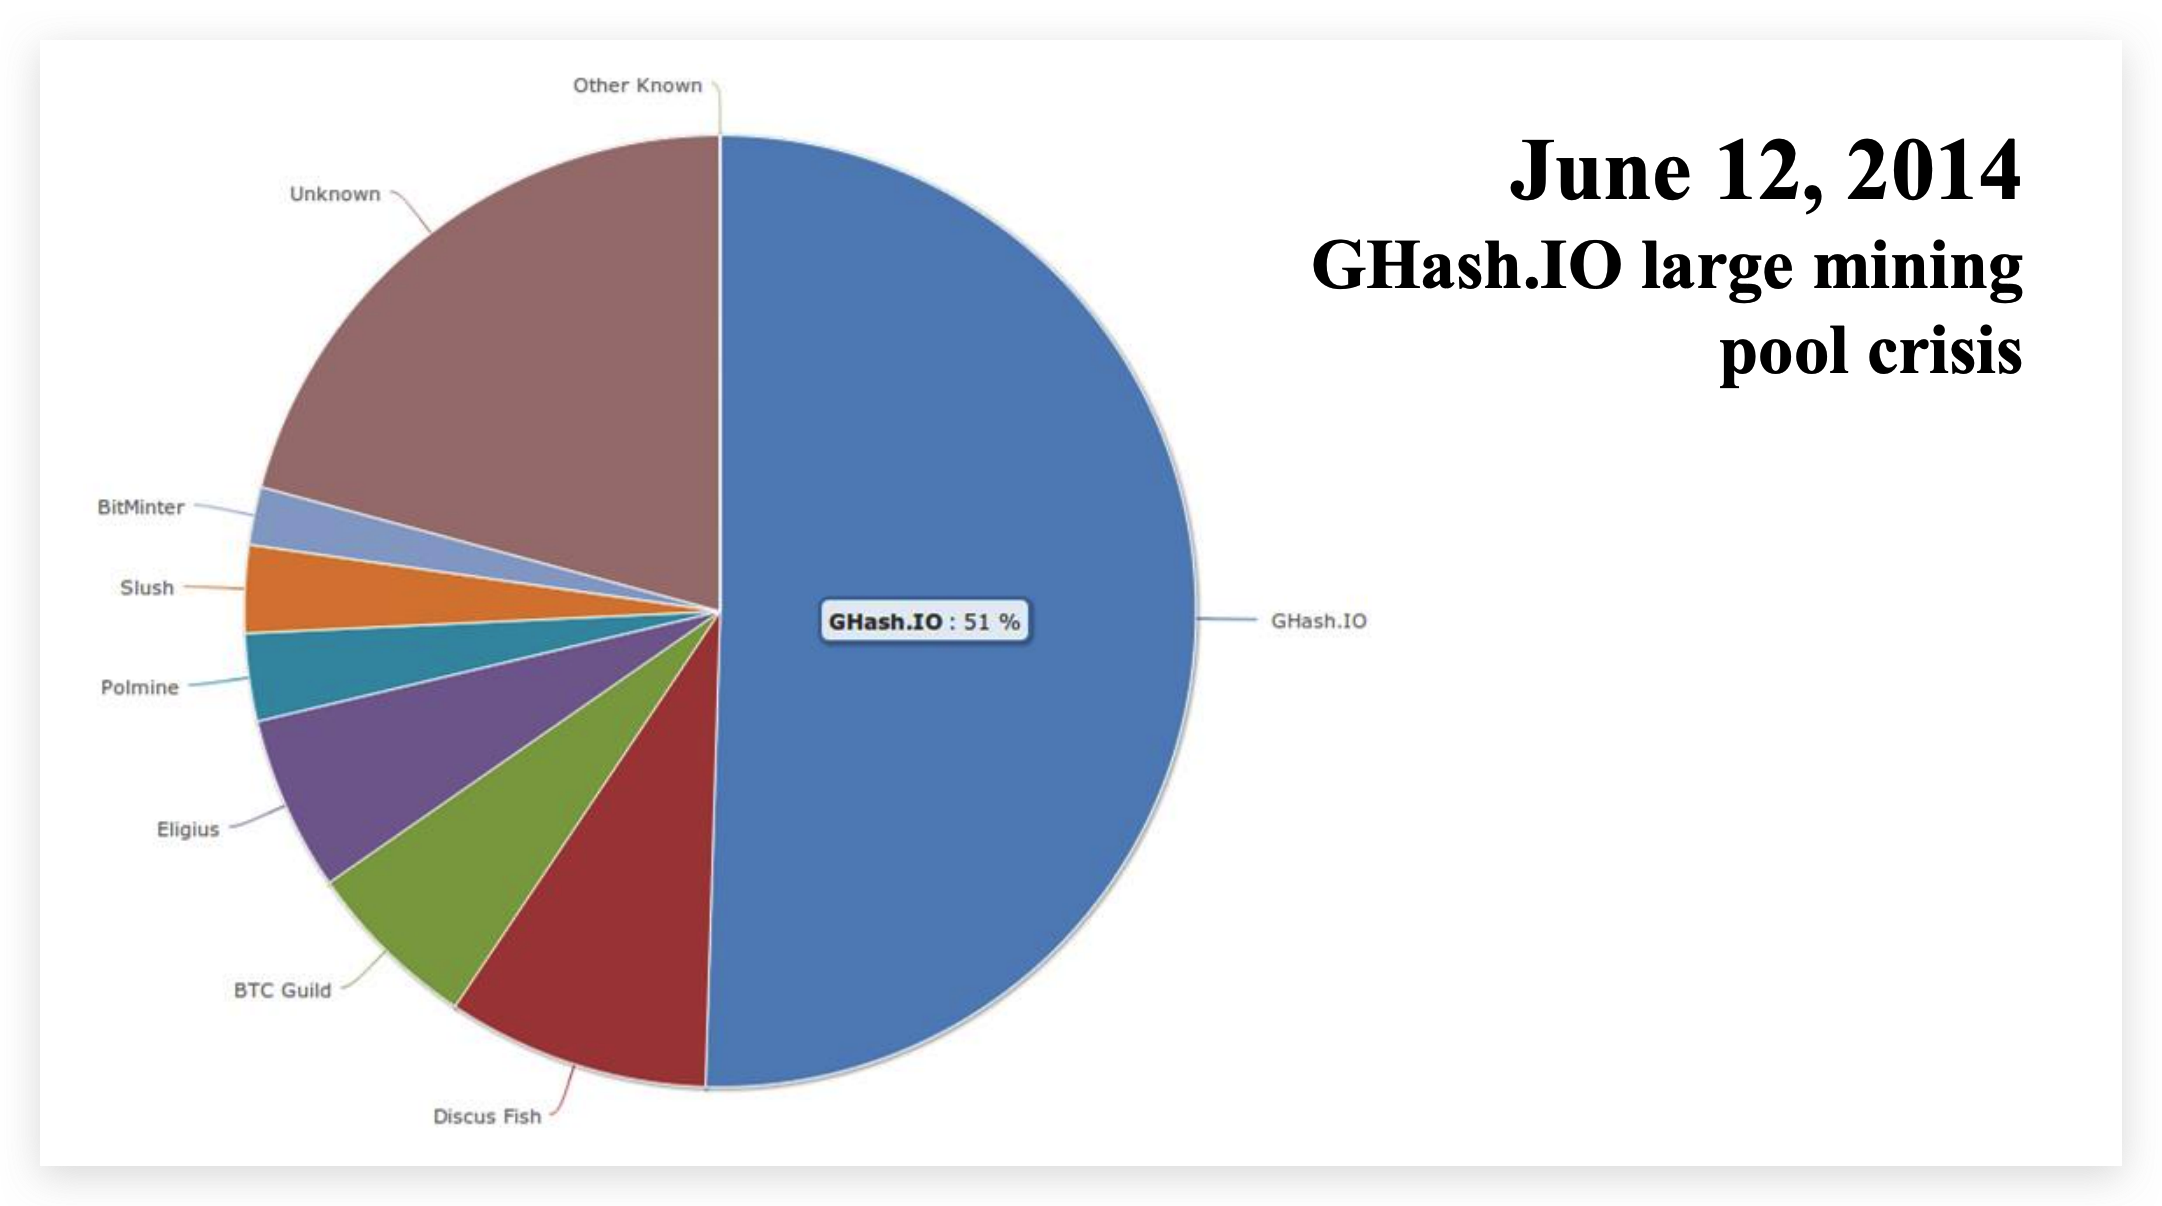 June 12, 2014
GHash.IO large mining
pool crisis
Other Known
Unknown
BitMinter
Slush
Polmine
Eligius
BTC Guild
Discus Fish
GHash.IO : 51 %
GHash.IO